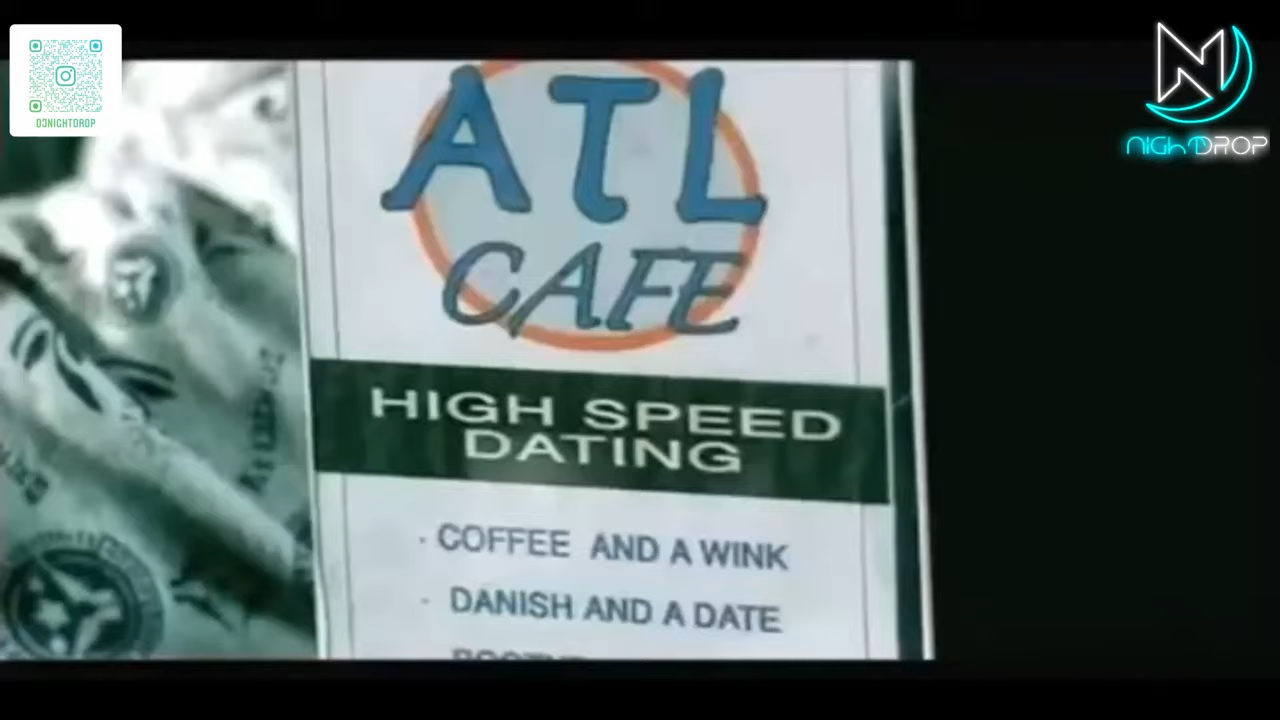 DJNIGHTDROP
NIGHTDROP
ATL
CAFE
HIGH SPEED
DATING
· COFFEE AND A WINK
· DANISH AND A DATE